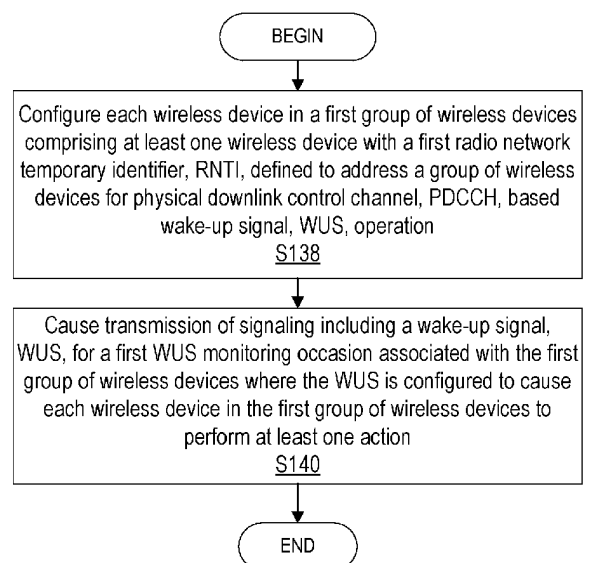 BEGIN
Configure each wireless device in a first group of wireless devices
comprising at least one wireless device with a first radio network
temporary identifier, RNTI, defined to address a group of wireless
devices for physical downlink control channel, PDCCH, based
wake-up signal, WUS, operation
S138
Cause transmission of signaling including a wake-up signal,
WUS, for a first WUS monitoring occasion associated with the first
group of wireless devices where the WUS is configured to cause
each wireless device in the first group of wireless devices to
perform at least one action
S140
END